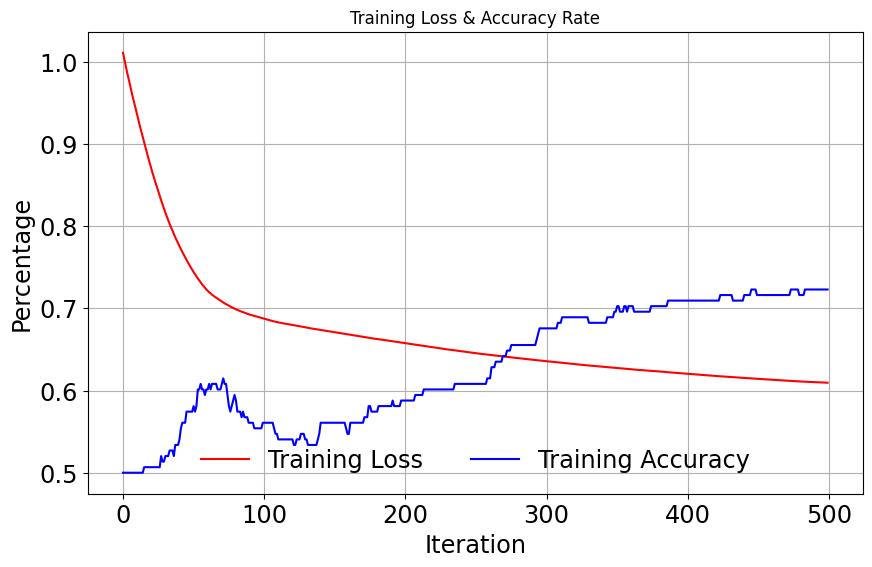 Training Loss & Accuracy Rate
1.0
0.9
0.8
0.7
0.6
0.5
Percentage
Training Loss
Training Accuracy
0
100
200
300
400
500
Iteration